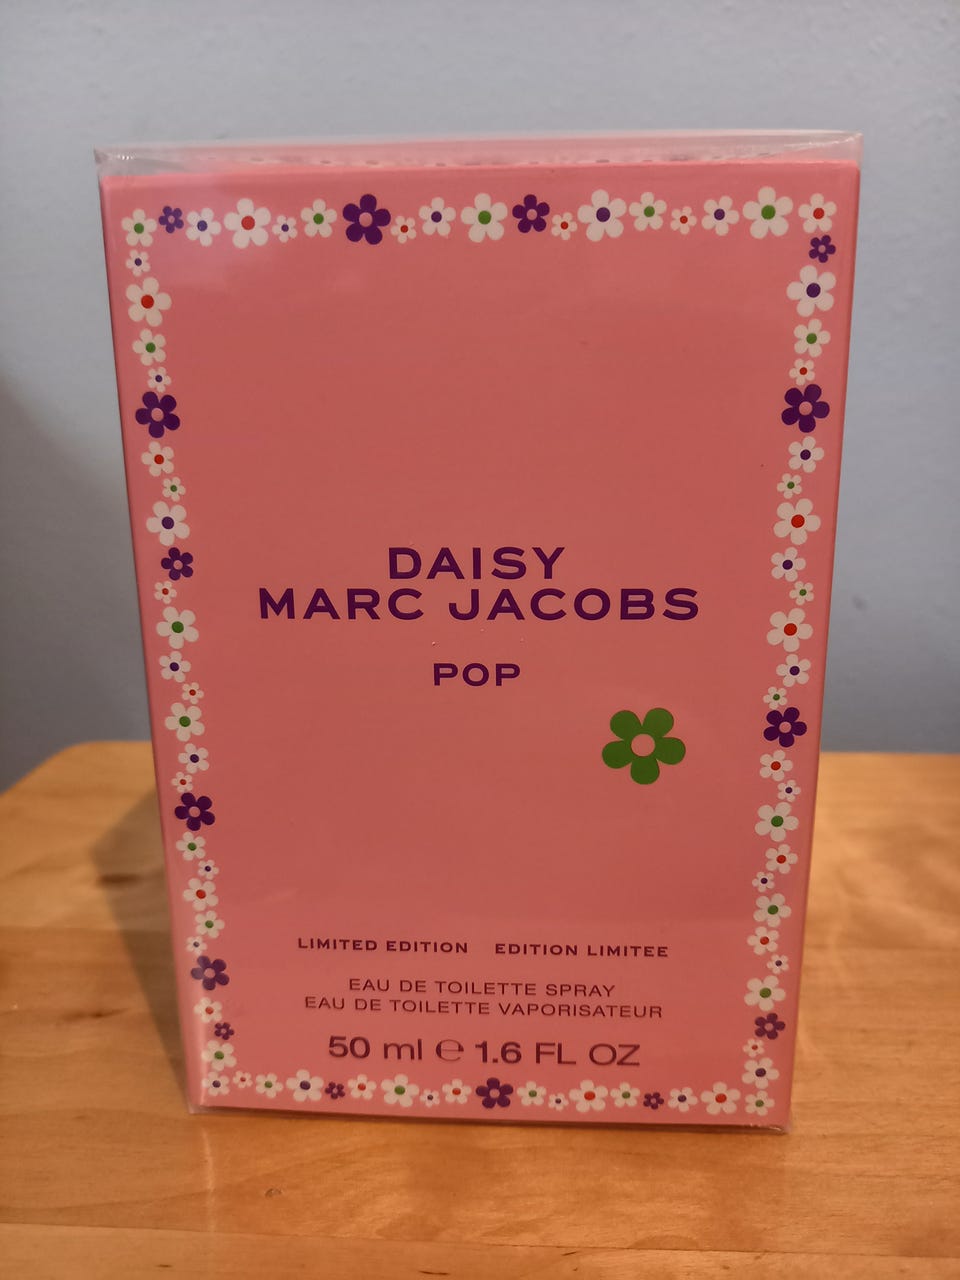 DAISY
MARC JACOBS
POP
LIMITED EDITION EDITION LIMITEE
EAU DE TOILETTE SPRAY
EAU DE TOILETTE VAPORISATEUR
50 ml ℮ 1.6 FL OZ